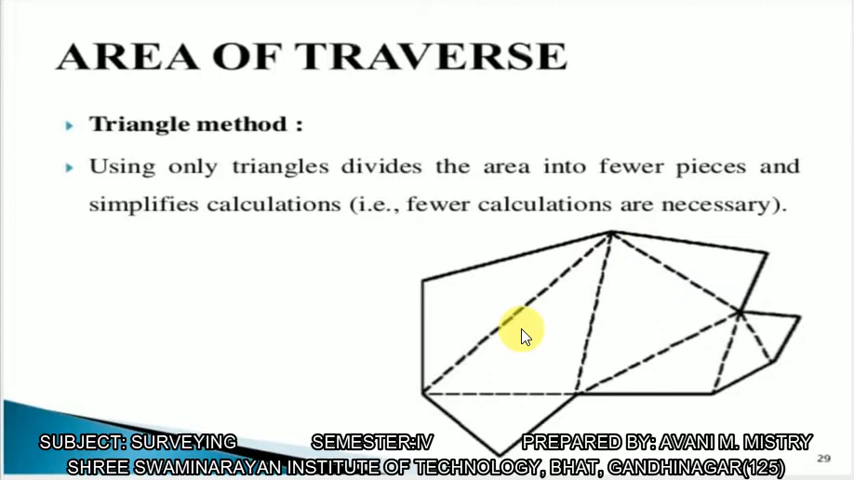 AREA OF TRAVERSE
Triangle method :
Using only triangles divides the area into fewer pieces and
simplifies calculations (i.e., fewer calculations are necessary).
SUBJECT: SURVEYING SEMESTER:IV PREPARED BY: AVANI M. MISTRY
SHREE SWAMINARAYAN INSTITUTE OF TECHNOLOGY, BHAT, GANDHINAGAR(125)
29